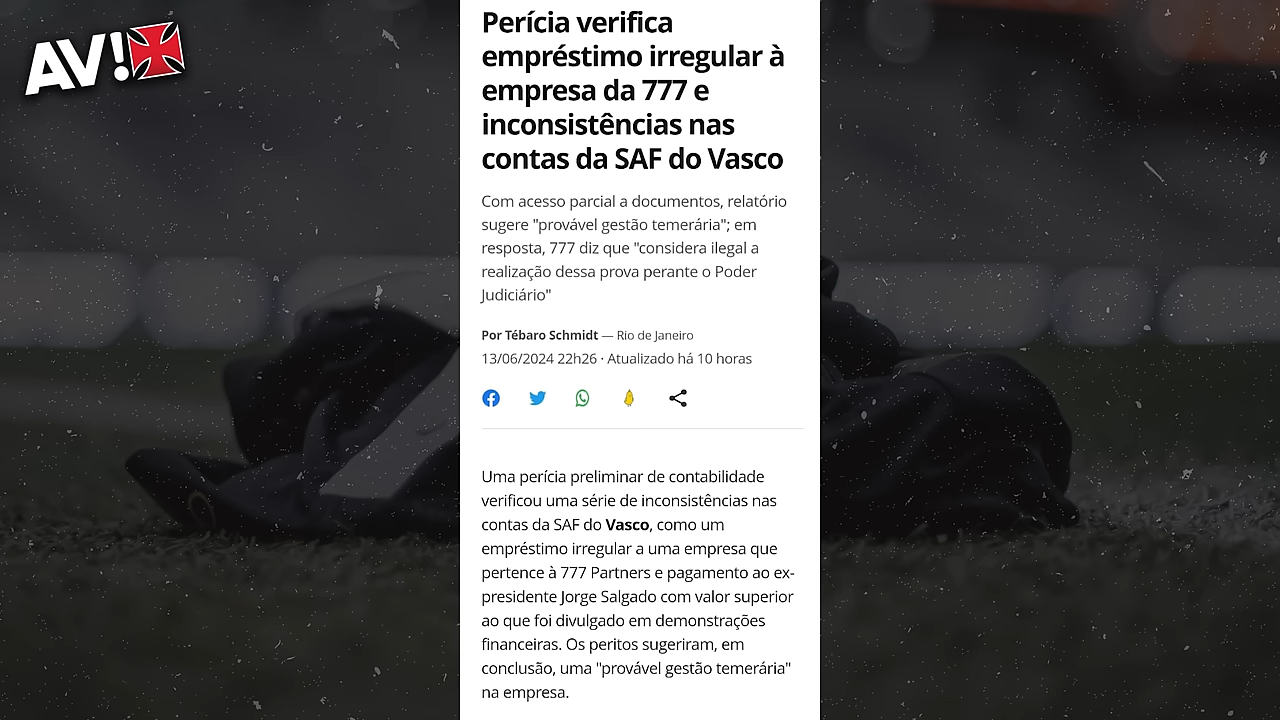 AV!
Perícia verifica
empréstimo irregular à
empresa da 777 e
inconsistências nas
contas da SAF do Vasco
Com acesso parcial a documentos, relatório
sugere "provável gestão temerária"; em
resposta, 777 diz que "considera ilegal a
realização dessa prova perante o Poder
Judiciário"
Por Tébaro Schmidt — Rio de Janeiro
13/06/2024 22h26 · Atualizado há 10 horas
Uma perícia preliminar de contabilidade
verificou uma série de inconsistências nas
contas da SAF do Vasco, como um
empréstimo irregular a uma empresa que
pertence à 777 Partners e pagamento ao ex-
presidente Jorge Salgado com valor superior
ao que foi divulgado em demonstrações
financeiras. Os peritos sugeriram, em
conclusão, uma "provável gestão temerária"
na empresa.